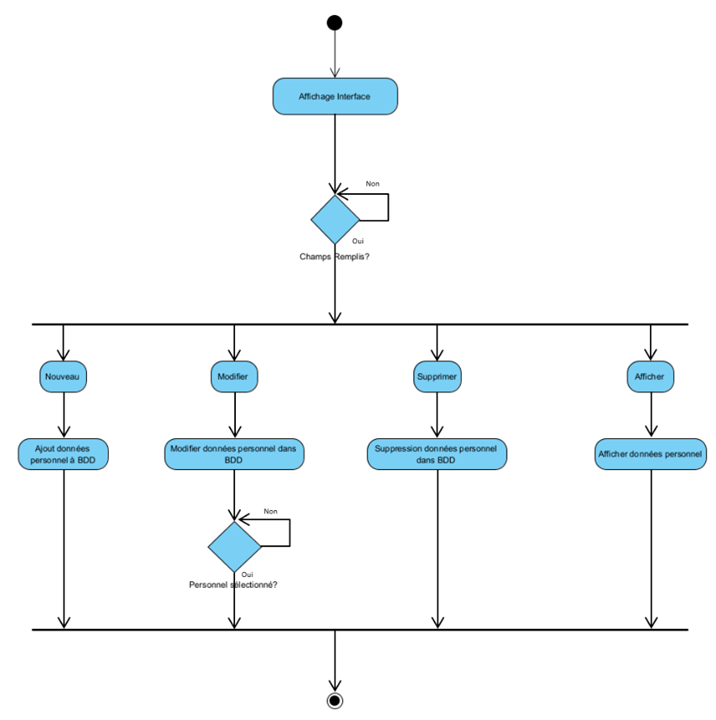 Affichage Interface
Non
Oui
Champs Remplis?
Nouveau
Modifier
Supprimer
Afficher
Ajout données
personnel à BDD
Modifier données personnel dans
BDD
Suppression données personnel
dans BDD
Afficher données personnel
Non
Oui
Personnel sélectionné?